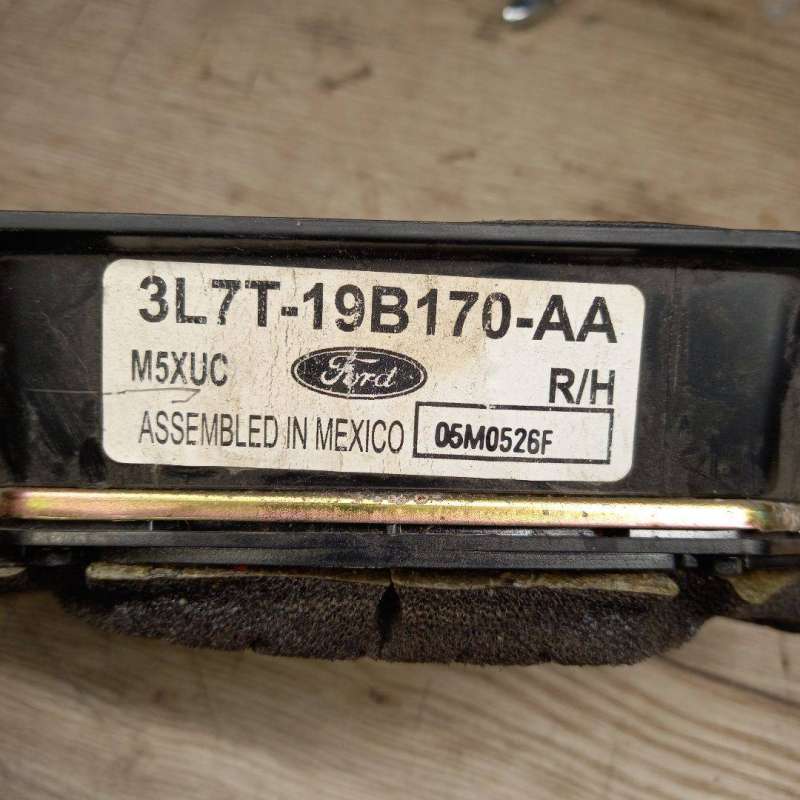 3L7T-19B170-AA
M5XUC Ford R/H
ASSEMBLED IN MEXICO 05M0526F